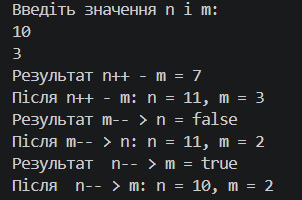 Введіть значення n і m:
10
3
Результат n++ - m = 7
Після n++ - m: n = 11, m = 3
Результат m-- > n = false
Після m-- > n: n = 11, m = 2
Результат  n-- > m = true
Після  n-- > m: n = 10, m = 2